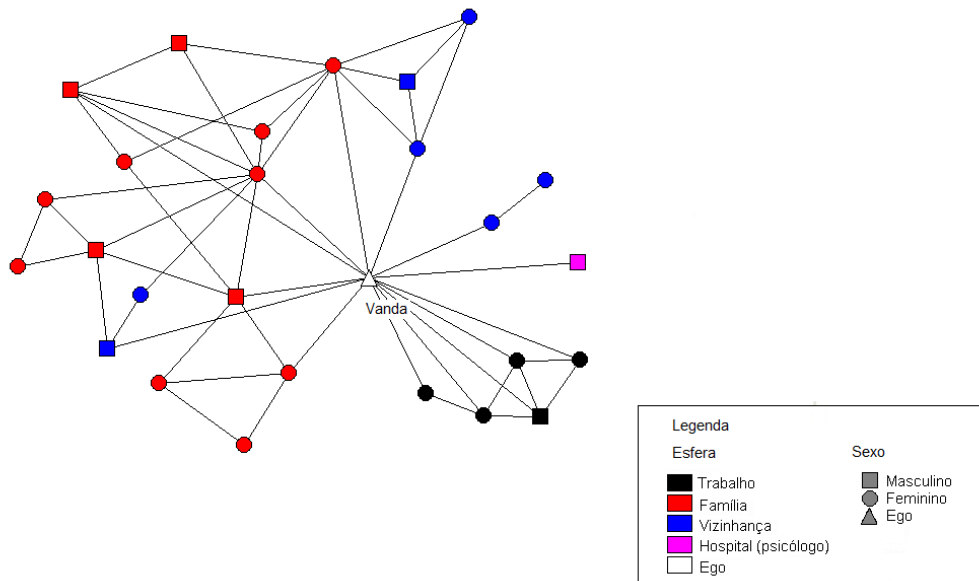 Vanda
Legenda
Esfera
Sexo
Trabalho
Masculino
Família
Feminino
Vizinhança
Ego
Hospital (psicólogo)
Ego